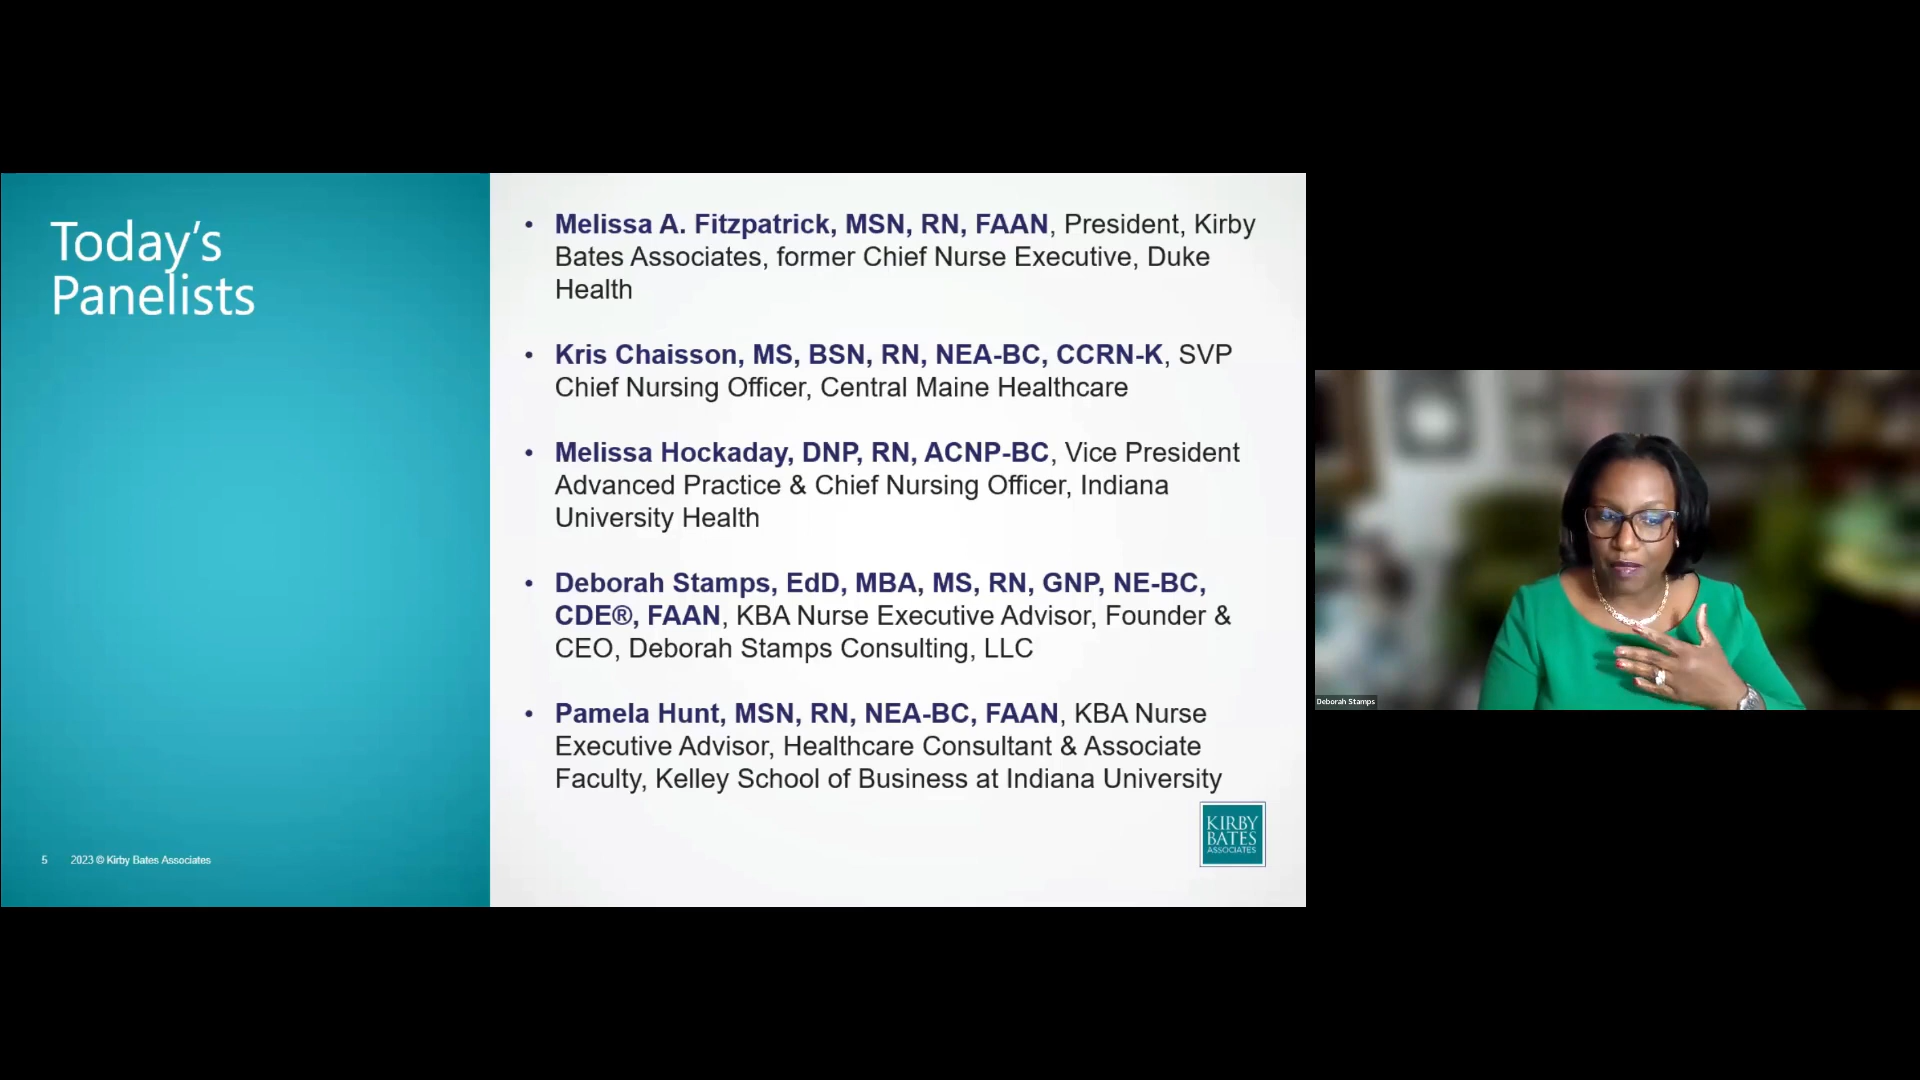 Today's
Panelists
• Melissa A. Fitzpatrick, MSN, RN, FAAN, President, Kirby
Bates Associates, former Chief Nurse Executive, Duke
Health
• Kris Chaisson, MS, BSN, RN, NEA-BC, CCRN-K, SVP
Chief Nursing Officer, Central Maine Healthcare
• Melissa Hockaday, DNP, RN, ACNP-BC, Vice President
Advanced Practice & Chief Nursing Officer, Indiana
University Health
• Deborah Stamps, EdD, MBA, MS, RN, GNP, NE-BC,
CDE®, FAAN, KBA Nurse Executive Advisor, Founder &
CEO, Deborah Stamps Consulting, LLC
• Pamela Hunt, MSN, RN, NEA-BC, FAAN, KBA Nurse
Executive Advisor, Healthcare Consultant & Associate
Faculty, Kelley School of Business at Indiana University
KIRBY
BATES
ASSOCIATES
5 2023 © Kirby Bates Associates
Deborah Stamps